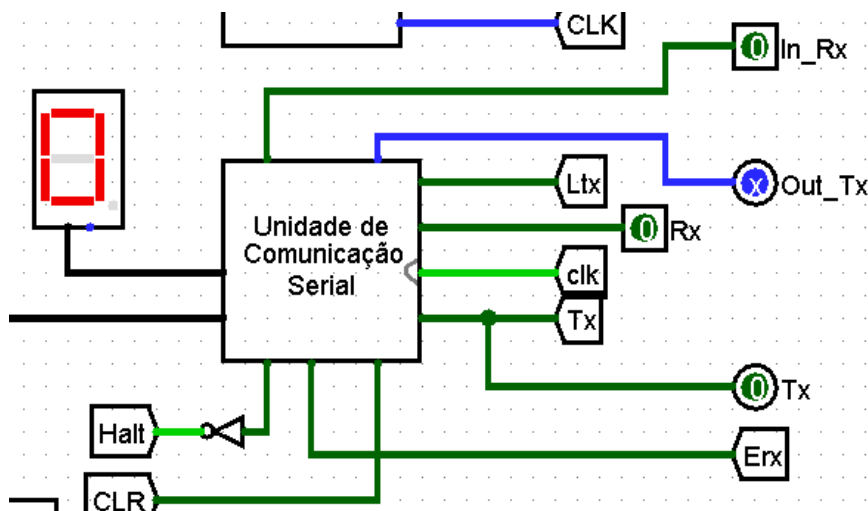 CLK
0 In_Rx
Ltx
x Out_Tx
Unidade de
Comunicação
Serial
0 Rx
clk
Tx
0 Tx
Halt
Erx
CLR